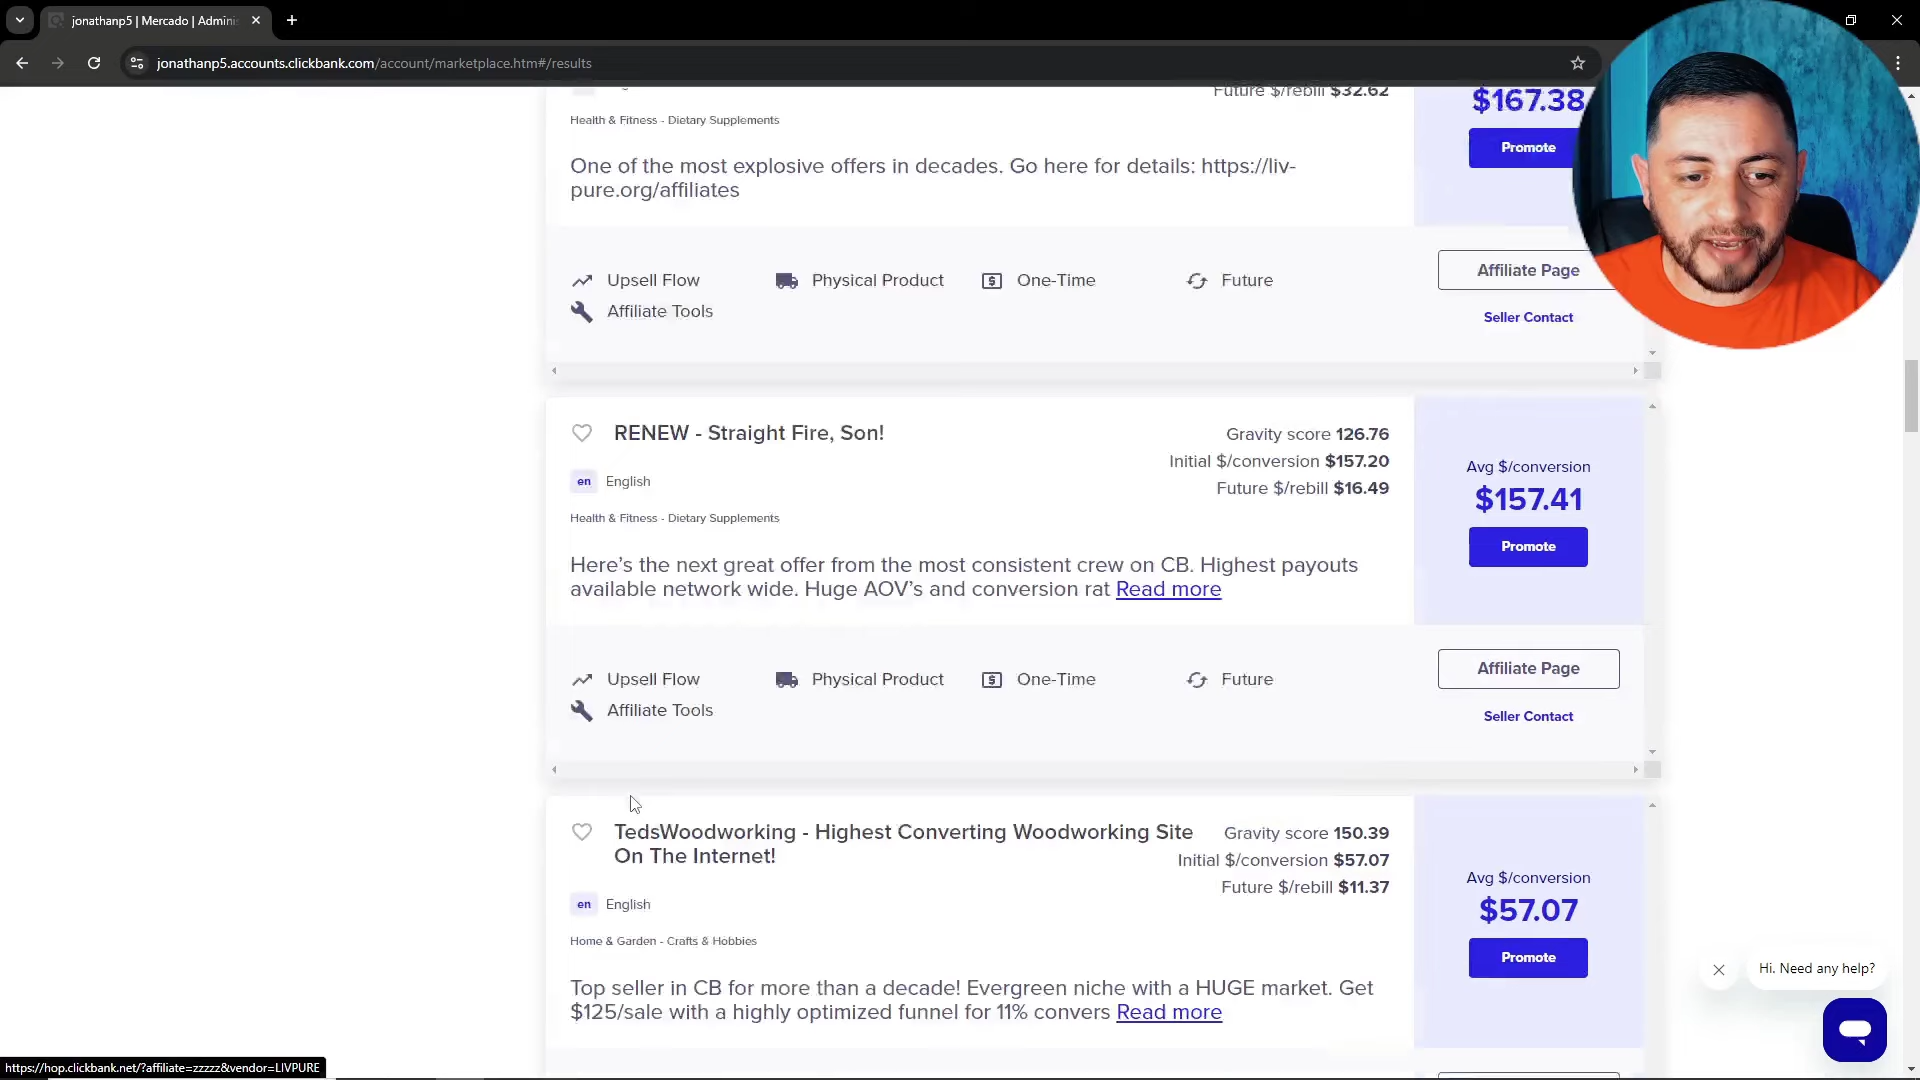 jonathanp5 | Mercado | Adminis
jonathanp5.accounts.clickbank.com/account/marketplace.htm#/results
Future $/rebill $32.62
$167.38
Health & Fitness - Dietary Supplements
Promote
One of the most explosive offers in decades. Go here for details: https://liv-
pure.org/affiliates
Upsell Flow
Physical Product
One-Time
Future
Affiliate Page
Affiliate Tools
Seller Contact
RENEW - Straight Fire, Son!
Gravity score 126.76
Initial $/conversion $157.20
Future $/rebill $16.49
Avg $/conversion
$157.41
en English
Health & Fitness - Dietary Supplements
Promote
Here's the next great offer from the most consistent crew on CB. Highest payouts
available network wide. Huge AOV's and conversion rat Read more
Upsell Flow
Physical Product
One-Time
Future
Affiliate Page
Affiliate Tools
Seller Contact
TedsWoodworking - Highest Converting Woodworking Site
On The Internet!
Gravity score 150.39
Initial $/conversion $57.07
Future $/rebill $11.37
Avg $/conversion
$57.07
en English
Home & Garden - Crafts & Hobbies
Promote
Top seller in CB for more than a decade! Evergreen niche with a HUGE market. Get
$125/sale with a highly optimized funnel for 11% convers Read more
Hi. Need any help?
https://hop.clickbank.net/?affiliate=zzzzz&vendor=LIVPURE